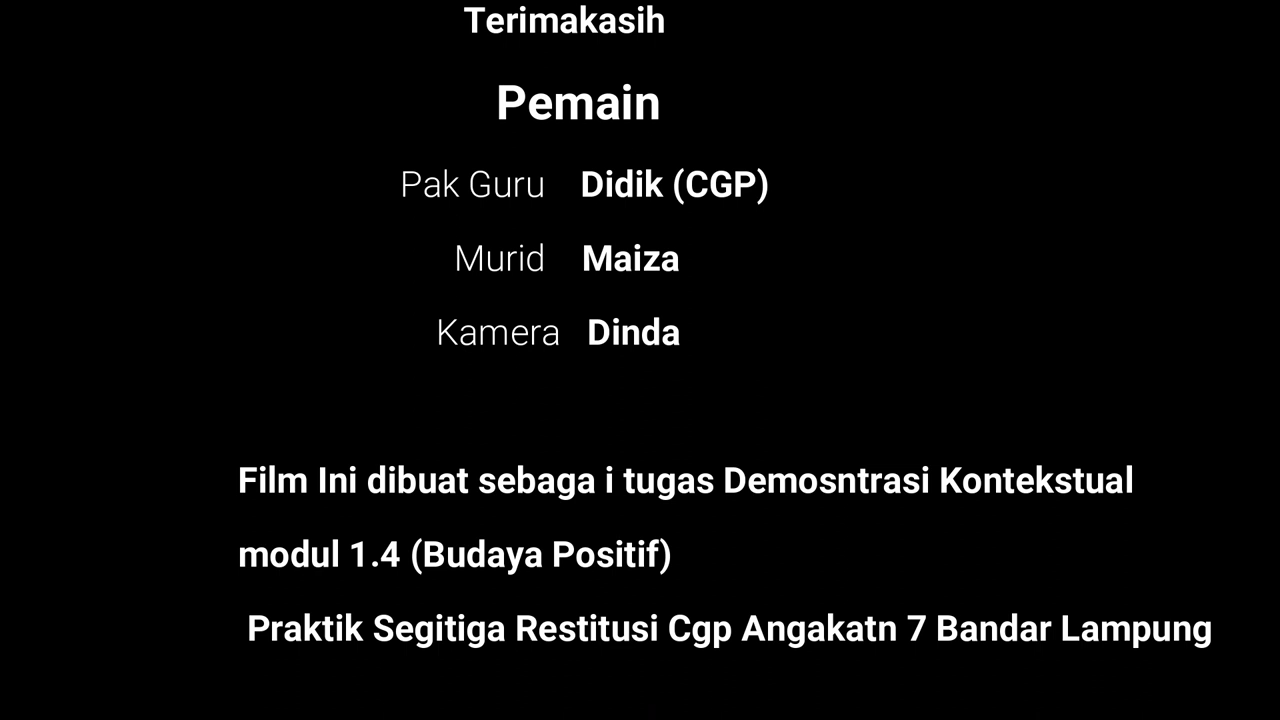 Terimakasih
Pemain
Pak Guru Didik (CGP)
Murid Maiza
Kamera Dinda
Film Ini dibuat sebaga i tugas Demosntrasi Kontekstual
modul 1.4 (Budaya Positif)
Praktik Segitiga Restitusi Cgp Angakatn 7 Bandar Lampung